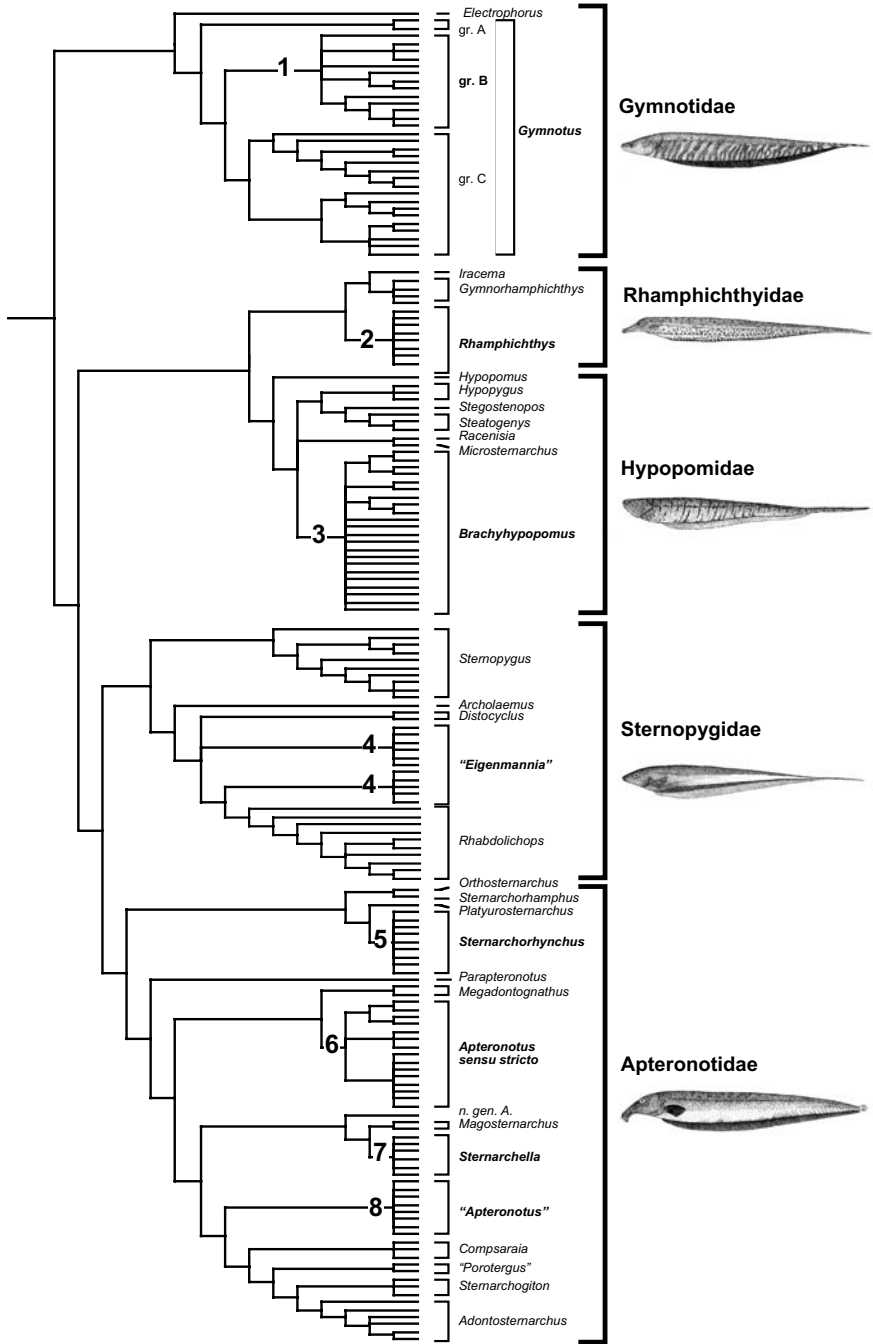 Electrophorus
gr. A
1
gr. B
Gymnotus
Gymnotidae
gr. C
Iracema
Gymnorhamphichthys
Rhamphichthyidae
2
Rhamphichthys
Hypopomus
Hypopygus
Stegostenopos
Steatogenys
Racenisia
Microsternarchus
Hypopomidae
3
Brachyhypopomus
Sternopygus
Archolaemus
Distocyclus
Sternopygidae
4
"Eigenmannia"
4
Rhabdolichops
Orthosternarchus
Sternarchorhamphus
Platyurosternarchus
5
Sternarchorhynchus
Parapteronotus
Megadontognathus
6
Apteronotus
sensu stricto
Apteronotidae
n. gen. A.
Magosternarchus
7
Sternarchella
8
"Apteronotus"
Compsaraia
"Porotergus"
Sternarchogiton
Adontosternarchus